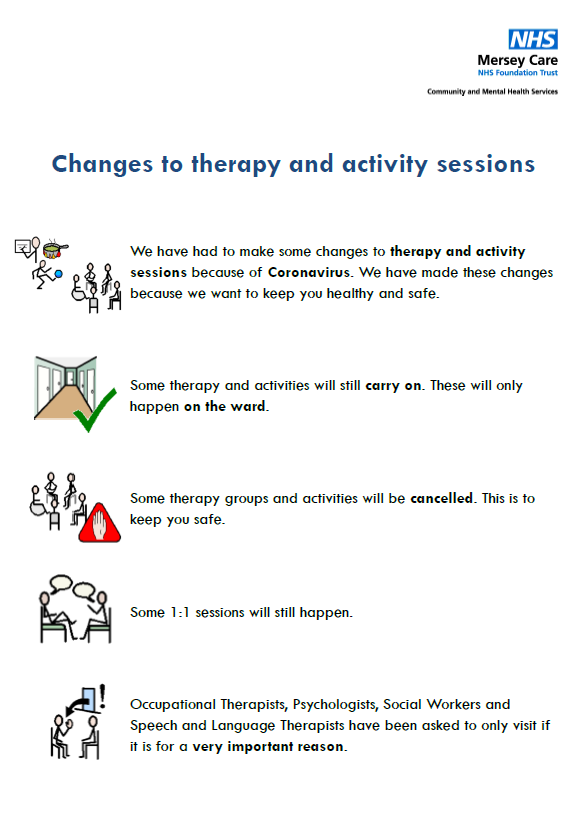 NHS
Mersey Care
NHS Foundation Trust
Community and Mental Health Services
Changes to therapy and activity sessions
We have had to make some changes to therapy and activity
sessions because of Coronavirus. We have made these changes
because we want to keep you healthy and safe.
Some therapy and activities will still carry on. These will only
happen on the ward.
Some therapy groups and activities will be cancelled. This is to
keep you safe.
Some 1:1 sessions will still happen.
!
Occupational Therapists, Psychologists, Social Workers and
Speech and Language Therapists have been asked to only visit if
it is for a very important reason.